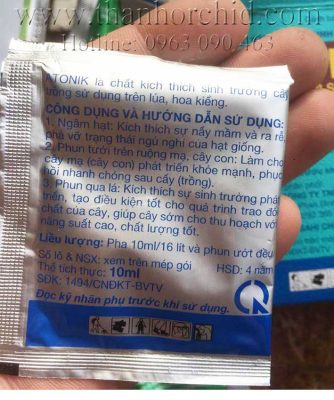 www.thanhorchid.com
Hotline: 0963 090 463
ATONIK là chất kích thích sinh trưởng cây
trồng sử dụng trên lúa, hoa kiểng.
CÔNG DỤNG VÀ HƯỚNG DẪN SỬ DỤNG:
1. Ngâm hạt: Kích thích sự nẩy mầm và ra rễ,
phá vỡ trạng thái ngủ nghỉ của hạt giống.
2. Phun tưới trên ruộng mạ, cây con: Làm cho
cây mạ (cây con) phát triển khỏe mạnh, phục
hồi nhanh chóng sau cấy (trồng).
3. Phun qua lá: Kích thích sự sinh trưởng phát
triển, tạo điều kiện tốt cho quá trình trao đổi
chất của cây, giúp cây sớm cho thu hoạch với
năng suất cao, chất lượng tốt.
Liều lượng: Pha 10ml/16 lít và phun ướt đều
Số lô & NSX: xem trên mép gói HSD: 4 năm
Thể tích thực: 10ml
SĐK: 1494/CNĐKT-BVTV
Đọc kỹ nhãn phụ trước khi sử dụng.